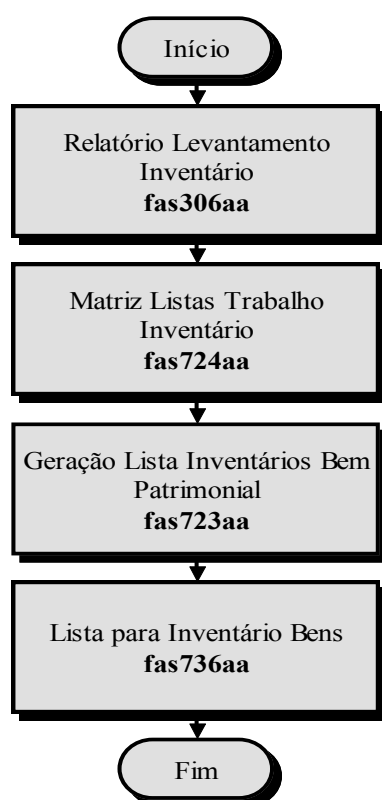 Início
Relatório Levantamento
Inventário
fas306aa
Matriz Listas Trabalho
Inventário
fas724aa
Geração Lista Inventários Bem
Patrimonial
fas723aa
Lista para Inventário Bens
fas736aa
Fim